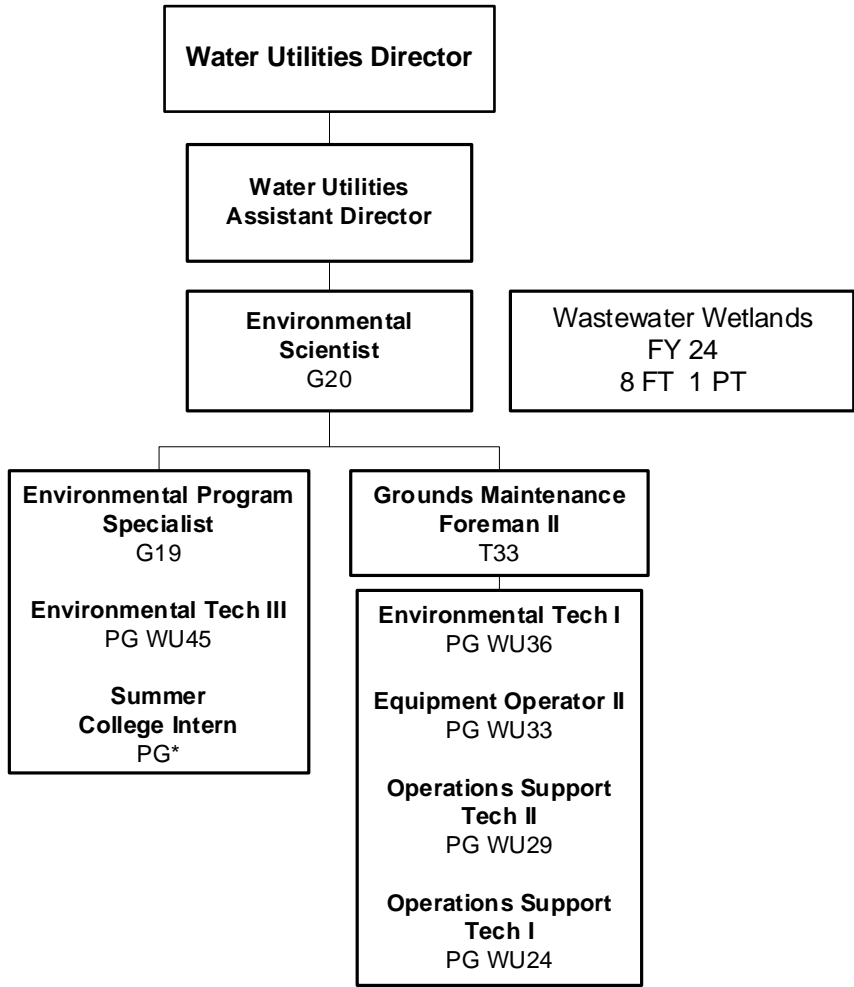 Water Utilities Director
Water Utilities
Assistant Director
Environmental
Scientist
G20
Wastewater Wetlands
FY 24
8 FT 1 PT
Environmental Program
Specialist
G19
Environmental Tech III
PG WU45
Summer
College Intern
PG*
Grounds Maintenance
Foreman II
T33
Environmental Tech I
PG WU36
Equipment Operator II
PG WU33
Operations Support
Tech II
PG WU29
Operations Support
Tech I
PG WU24